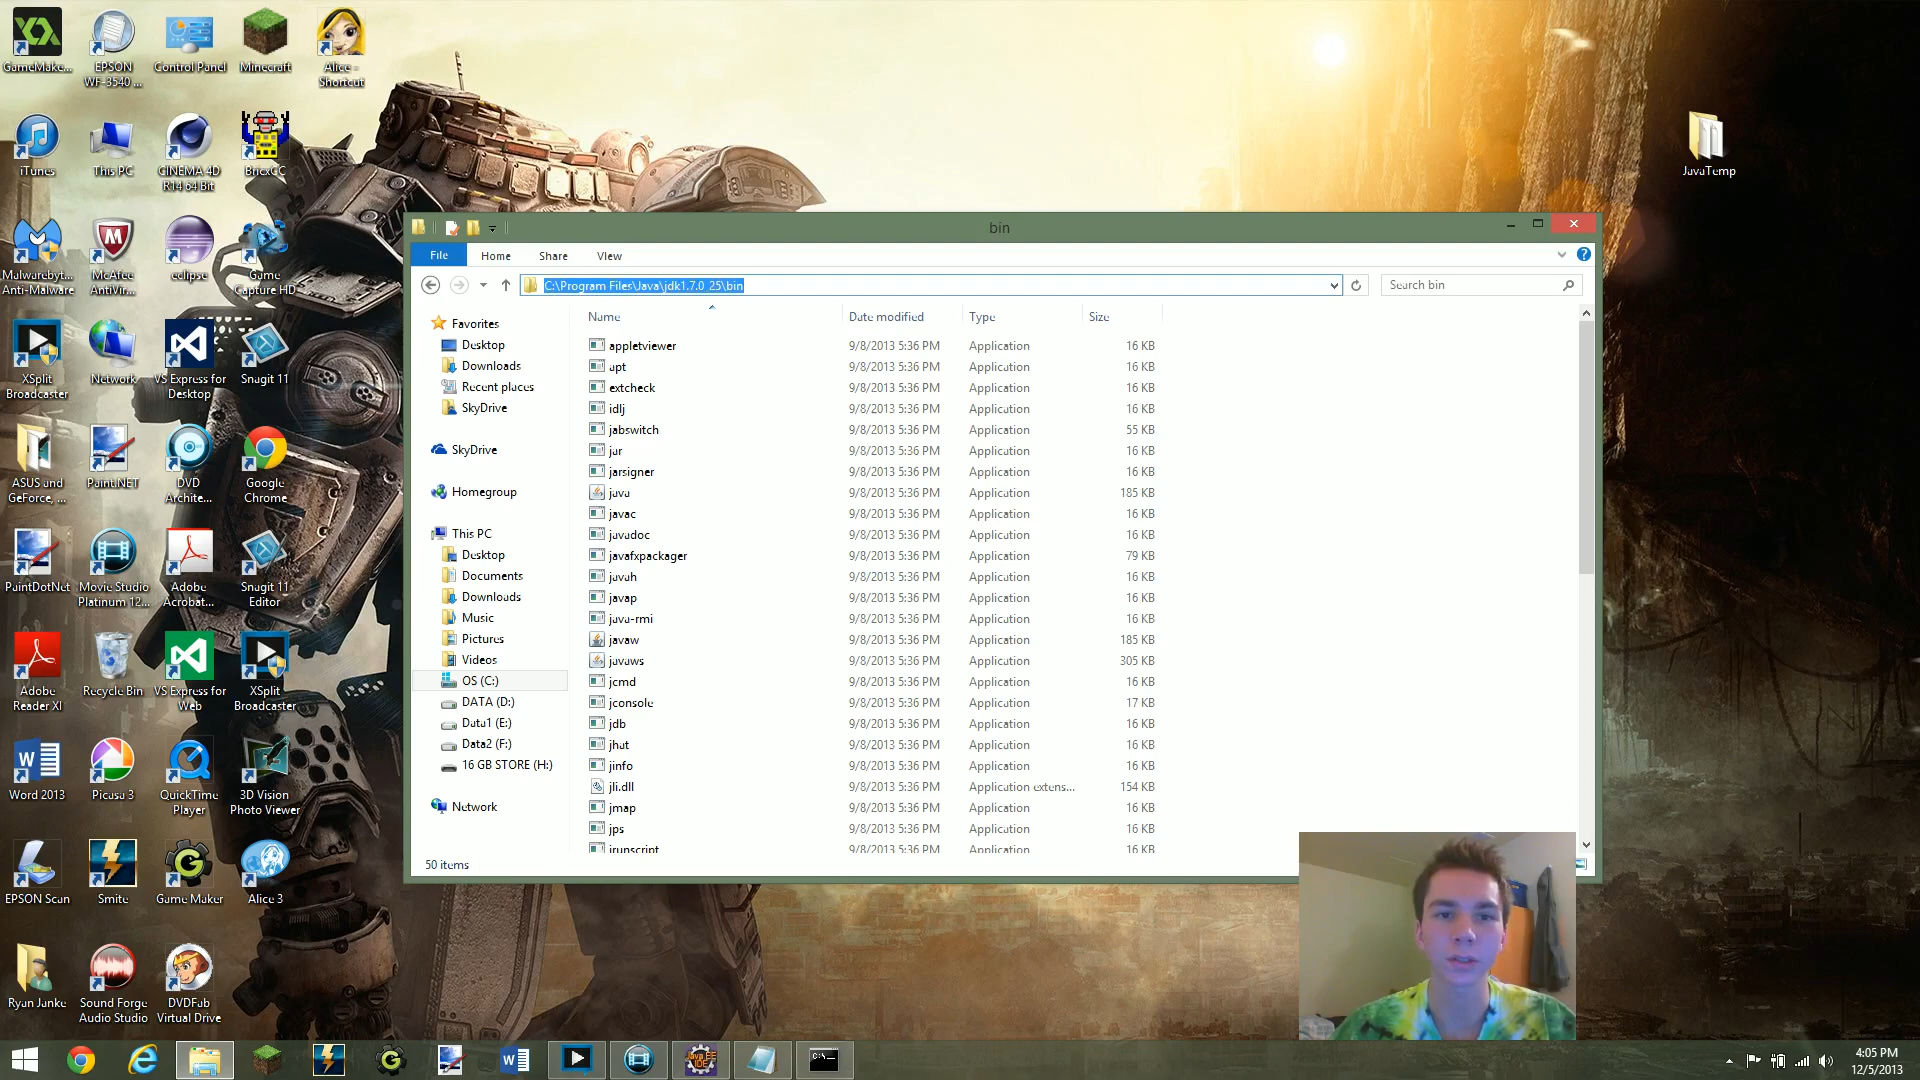 GameMake...
EPSON
WF-3540 ...
Control Panel
Minecraft
Alice -
Shortcut
iTunes
This PC
CINEMA 4D
R14 64 Bit
BricxCC
JavaTemp
Malwarebyt...
Anti-Malware
McAfee
AntiVir...
eclipse
Game
Capture HD
XSplit
Broadcaster
Network
VS Express for
Desktop
Snagit 11
ASUS and
GeForce, ...
Paint.NET
DVD
Archite...
Google
Chrome
PaintDotNet
Movie Studio
Platinum 12...
Adobe
Acrobat...
Snagit 11
Editor
Adobe
Reader XI
Recycle Bin
VS Express for
Web
XSplit
Broadcaster
Word 2013
Picasa 3
QuickTime
Player
3D Vision
Photo Viewer
EPSON Scan
Smite
Game Maker
Alice 3
Ryan Janke
Sound Forge
Audio Studio
DVDFab
Virtual Drive
bin
File Home Share View
C:\Program Files\Java\jdk1.7.0_25\bin
Search bin
Favorites
Desktop
Downloads
Recent places
SkyDrive
SkyDrive
Homegroup
This PC
Desktop
Documents
Downloads
Music
Pictures
Videos
OS (C:)
DATA (D:)
Data1 (E:)
Data2 (F:)
16 GB STORE (H:)
Network
Name Date modified Type Size
appletviewer 9/8/2013 5:36 PM Application 16 KB
apt 9/8/2013 5:36 PM Application 16 KB
extcheck 9/8/2013 5:36 PM Application 16 KB
idlj 9/8/2013 5:36 PM Application 16 KB
jabswitch 9/8/2013 5:36 PM Application 55 KB
jar 9/8/2013 5:36 PM Application 16 KB
jarsigner 9/8/2013 5:36 PM Application 16 KB
java 9/8/2013 5:36 PM Application 185 KB
javac 9/8/2013 5:36 PM Application 16 KB
javadoc 9/8/2013 5:36 PM Application 16 KB
javafxpackager 9/8/2013 5:36 PM Application 79 KB
javah 9/8/2013 5:36 PM Application 16 KB
javap 9/8/2013 5:36 PM Application 16 KB
java-rmi 9/8/2013 5:36 PM Application 16 KB
javaw 9/8/2013 5:36 PM Application 185 KB
javaws 9/8/2013 5:36 PM Application 305 KB
jcmd 9/8/2013 5:36 PM Application 16 KB
jconsole 9/8/2013 5:36 PM Application 17 KB
jdb 9/8/2013 5:36 PM Application 16 KB
jhat 9/8/2013 5:36 PM Application 16 KB
jinfo 9/8/2013 5:36 PM Application 16 KB
jli.dll 9/8/2013 5:36 PM Application extens... 154 KB
jmap 9/8/2013 5:36 PM Application 16 KB
jps 9/8/2013 5:36 PM Application 16 KB
jrunscript 9/8/2013 5:36 PM Application 16 KB
50 items
Java EE
IDE
C:\_
4:05 PM
12/5/2013